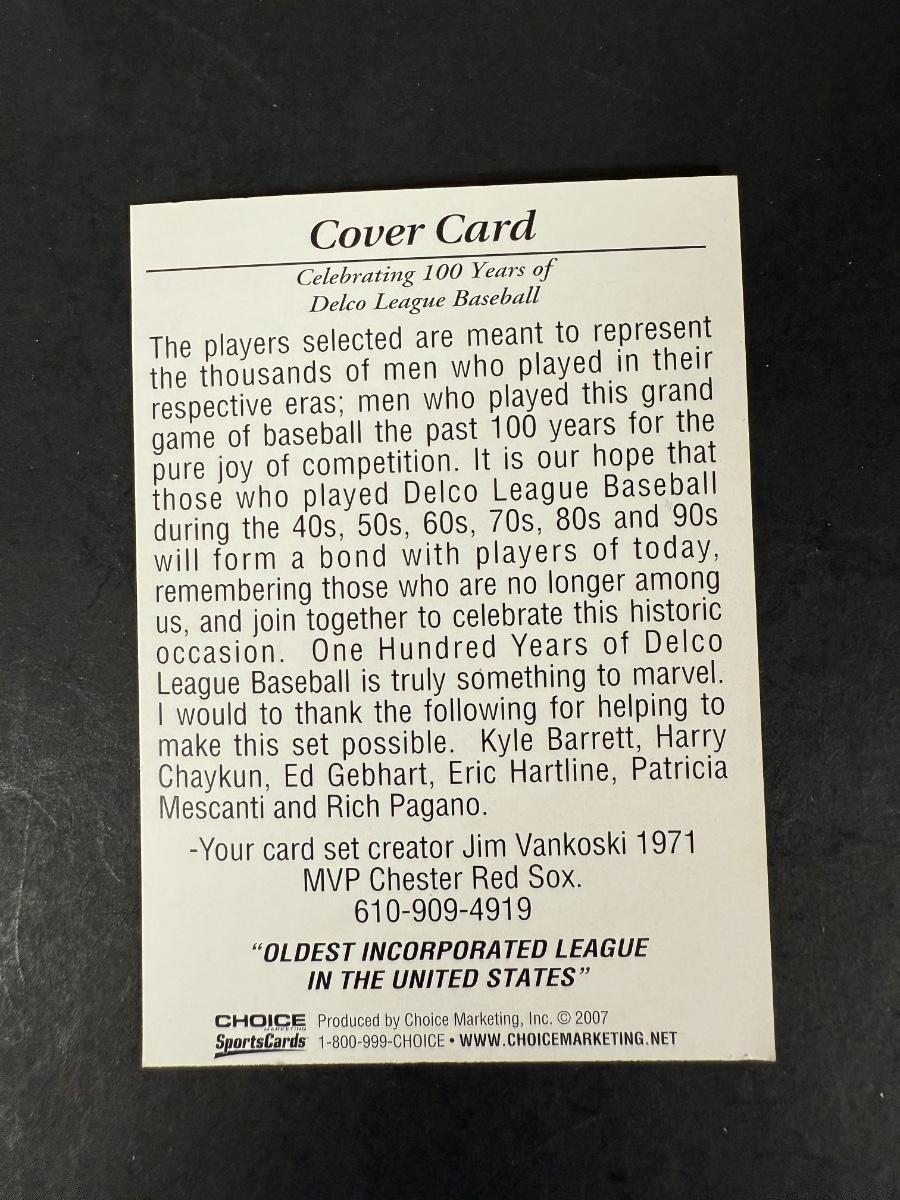 Cover Card
Celebrating 100 Years of
Delco League Baseball
The players selected are meant to represent
the thousands of men who played in their
respective eras; men who played this grand
game of baseball the past 100 years for the
pure joy of competition. It is our hope that
those who played Delco League Baseball
during the 40s, 50s, 60s, 70s, 80s and 90s
will form a bond with players of today,
remembering those who are no longer among
us, and join together to celebrate this historic
occasion. One Hundred Years of Delco
League Baseball is truly something to marvel.
I would to thank the following for helping to
make this set possible. Kyle Barrett, Harry
Chaykun, Ed Gebhart, Eric Hartline, Patricia
Mescanti and Rich Pagano.
-Your card set creator Jim Vankoski 1971
MVP Chester Red Sox.
610-909-4919
“OLDEST INCORPORATED LEAGUE
IN THE UNITED STATES”
CHOICE
MARKETING
SportsCards
Produced by Choice Marketing, Inc. © 2007
1-800-999-CHOICE • WWW.CHOICEMARKETING.NET